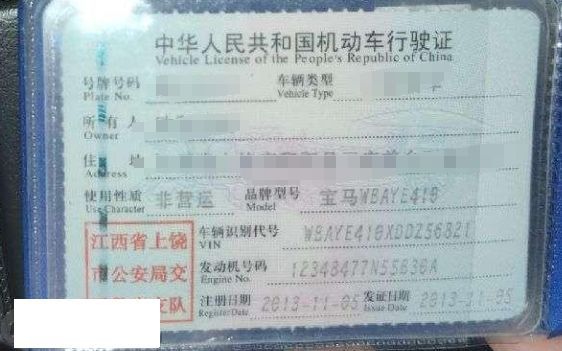 中华人民共和国机动车行驶证
Vehicle License of the People's Republic of China
号牌号码 车辆类型
Plate No. Vehicle Type
所有人
Owner
住 址
Address
使用性质 非营运 品牌型号 宝马WBAYE410
Use Character Model
江西省上饶
市公安局交
支队
车辆识别代号 WBAYE410XDDZ56821
VIN
发动机号码 12348477N55636A
Engine No.
注册日期 2013-11-05 发证日期 2013-11-05
Register Date Issue Date